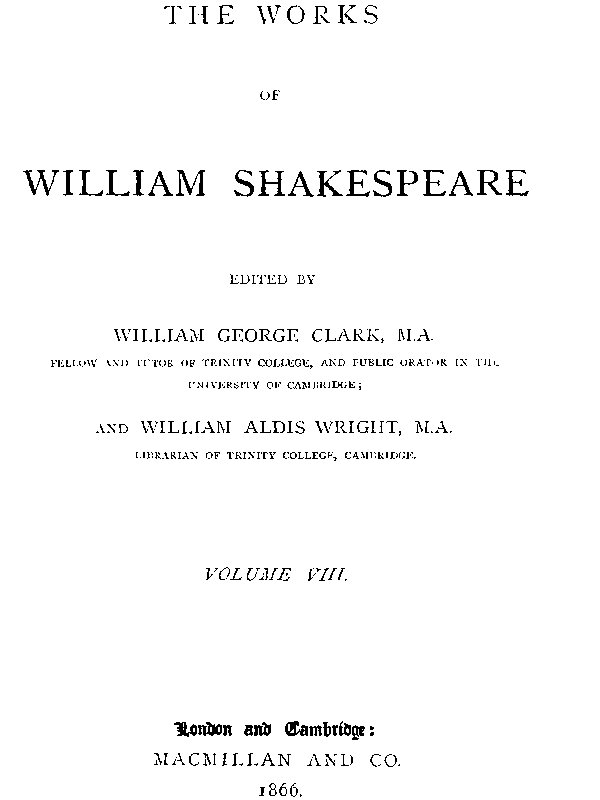 THE WORKS
OF
WILLIAM SHAKESPEARE
EDITED BY
WILLIAM GEORGE CLARK, M.A.
FELLOW AND TUTOR OF TRINITY COLLEGE, AND PUBLIC ORATOR IN THE
UNIVERSITY OF CAMBRIDGE;
AND WILLIAM ALDIS WRIGHT, M.A.
LIBRARIAN OF TRINITY COLLEGE, CAMBRIDGE.
VOLUME VIII.
London and Cambridge:
MACMILLAN AND CO.
1866.